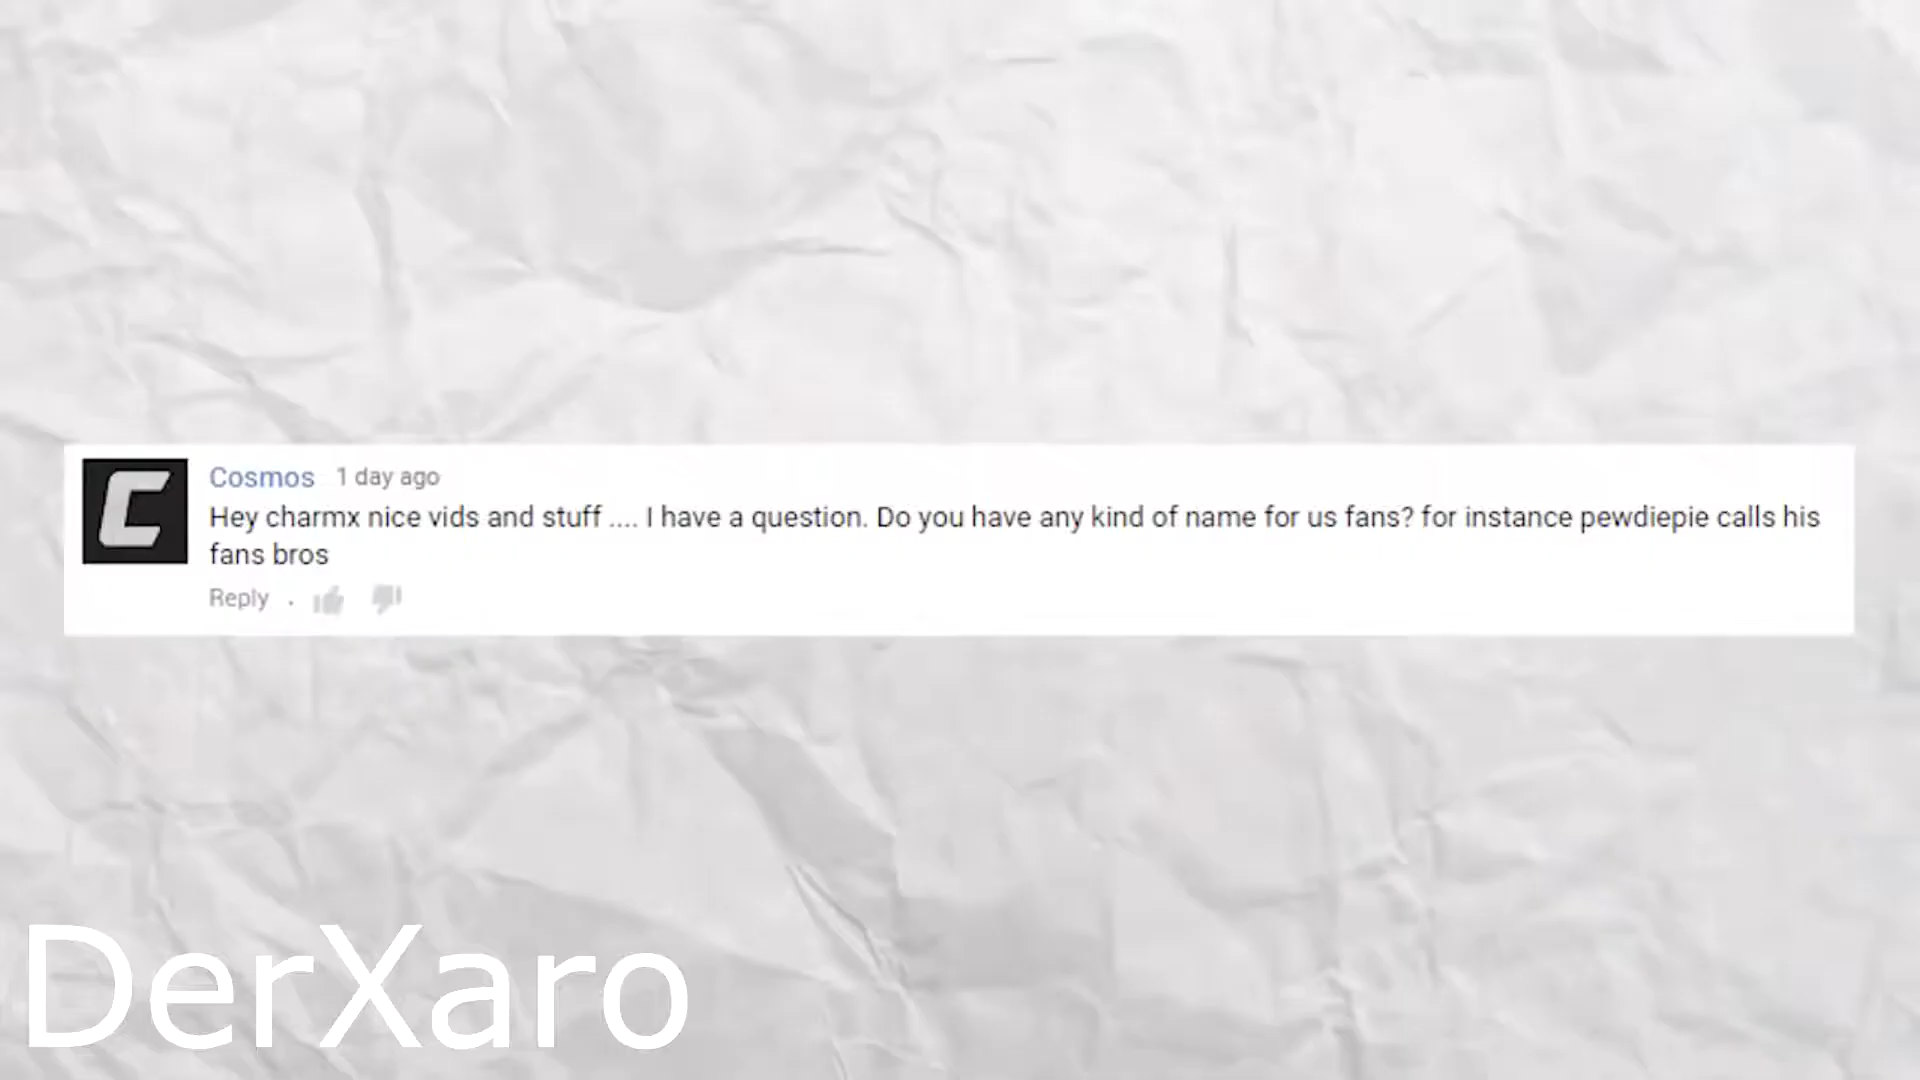 Cosmos 1 day ago
Hey charmx nice vids and stuff .... I have a question. Do you have any kind of name for us fans? for instance pewdiepie calls his
fans bros
Reply .
DerXaro